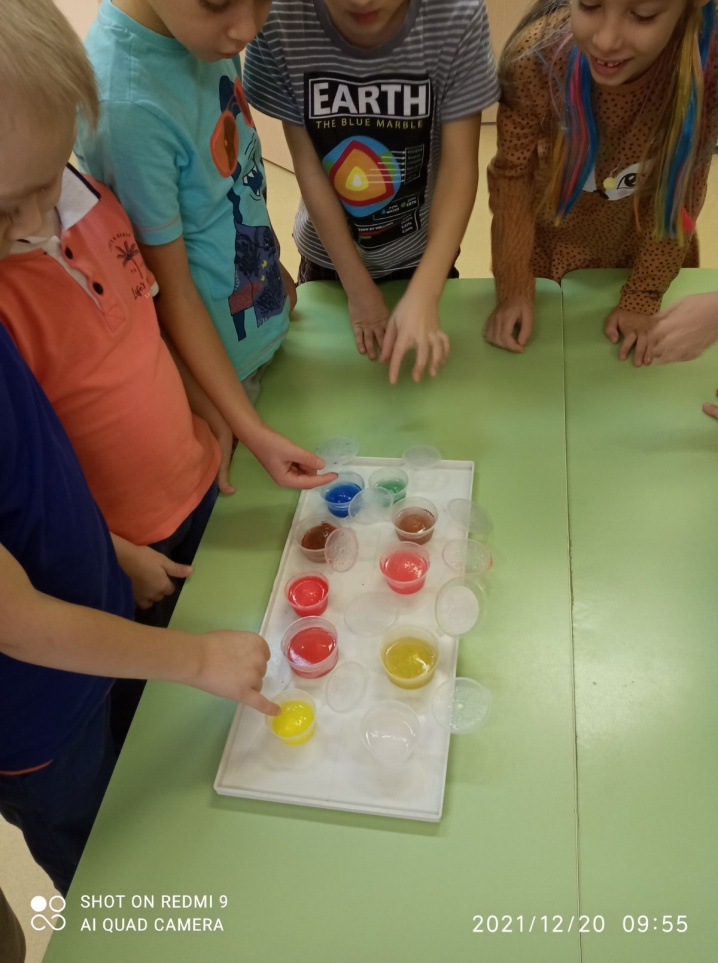 EARTH
THE BLUE MARBLE
SHOT ON REDMI 9
AI QUAD CAMERA
2021/12/20 09:55